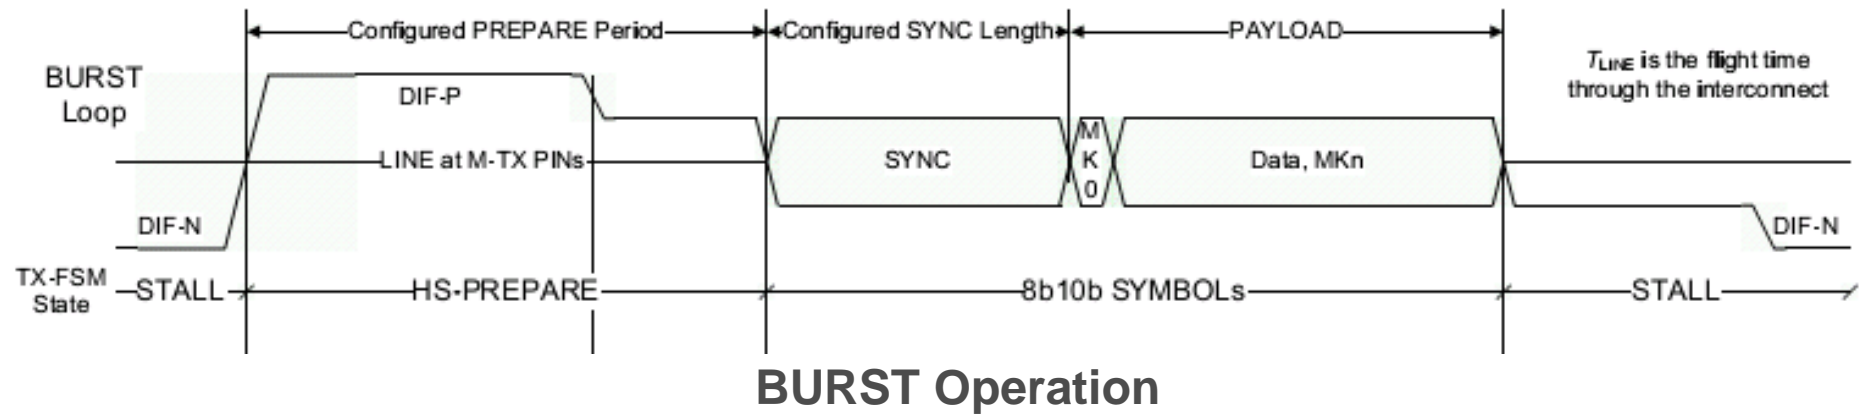 Configured PREPARE Period
Configured SYNC Length
PAYLOAD
TLINE is the flight time
through the interconnect
BURST
Loop
DIF-P
LINE at M-TX PINs
SYNC
M
K
0
Data, MKn
DIF-N
DIF-N
TX-FSM
State
STALL
HS-PREPARE
8b10b SYMBOLs
STALL
BURST Operation